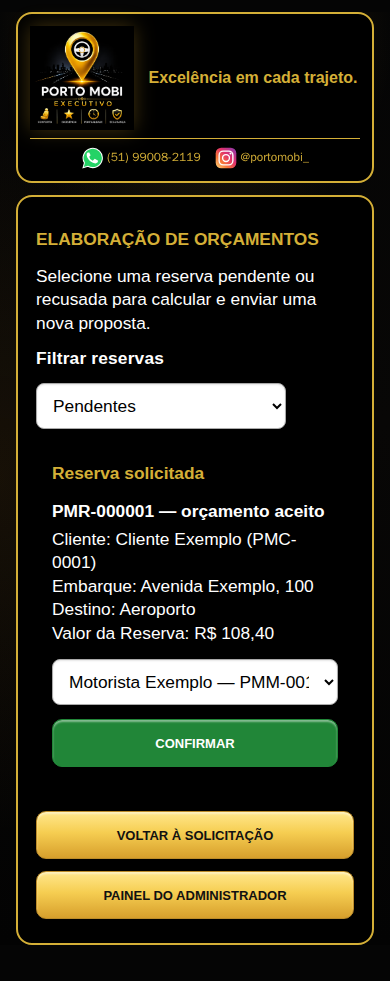 PORTO MOBI
EXECUTIVO
Excelência em cada trajeto.
(51) 99008-2119 @portomobi_
ELABORAÇÃO DE ORÇAMENTOS
Selecione uma reserva pendente ou
recusada para calcular e enviar uma
nova proposta.
Filtrar reservas
Pendentes
Reserva solicitada
PMR-000001 — orçamento aceito
Cliente: Cliente Exemplo (PMC-
0001)
Embarque: Avenida Exemplo, 100
Destino: Aeroporto
Valor da Reserva: R$ 108,40
Motorista Exemplo — PMM-001
CONFIRMAR
VOLTAR À SOLICITAÇÃO
PAINEL DO ADMINISTRADOR